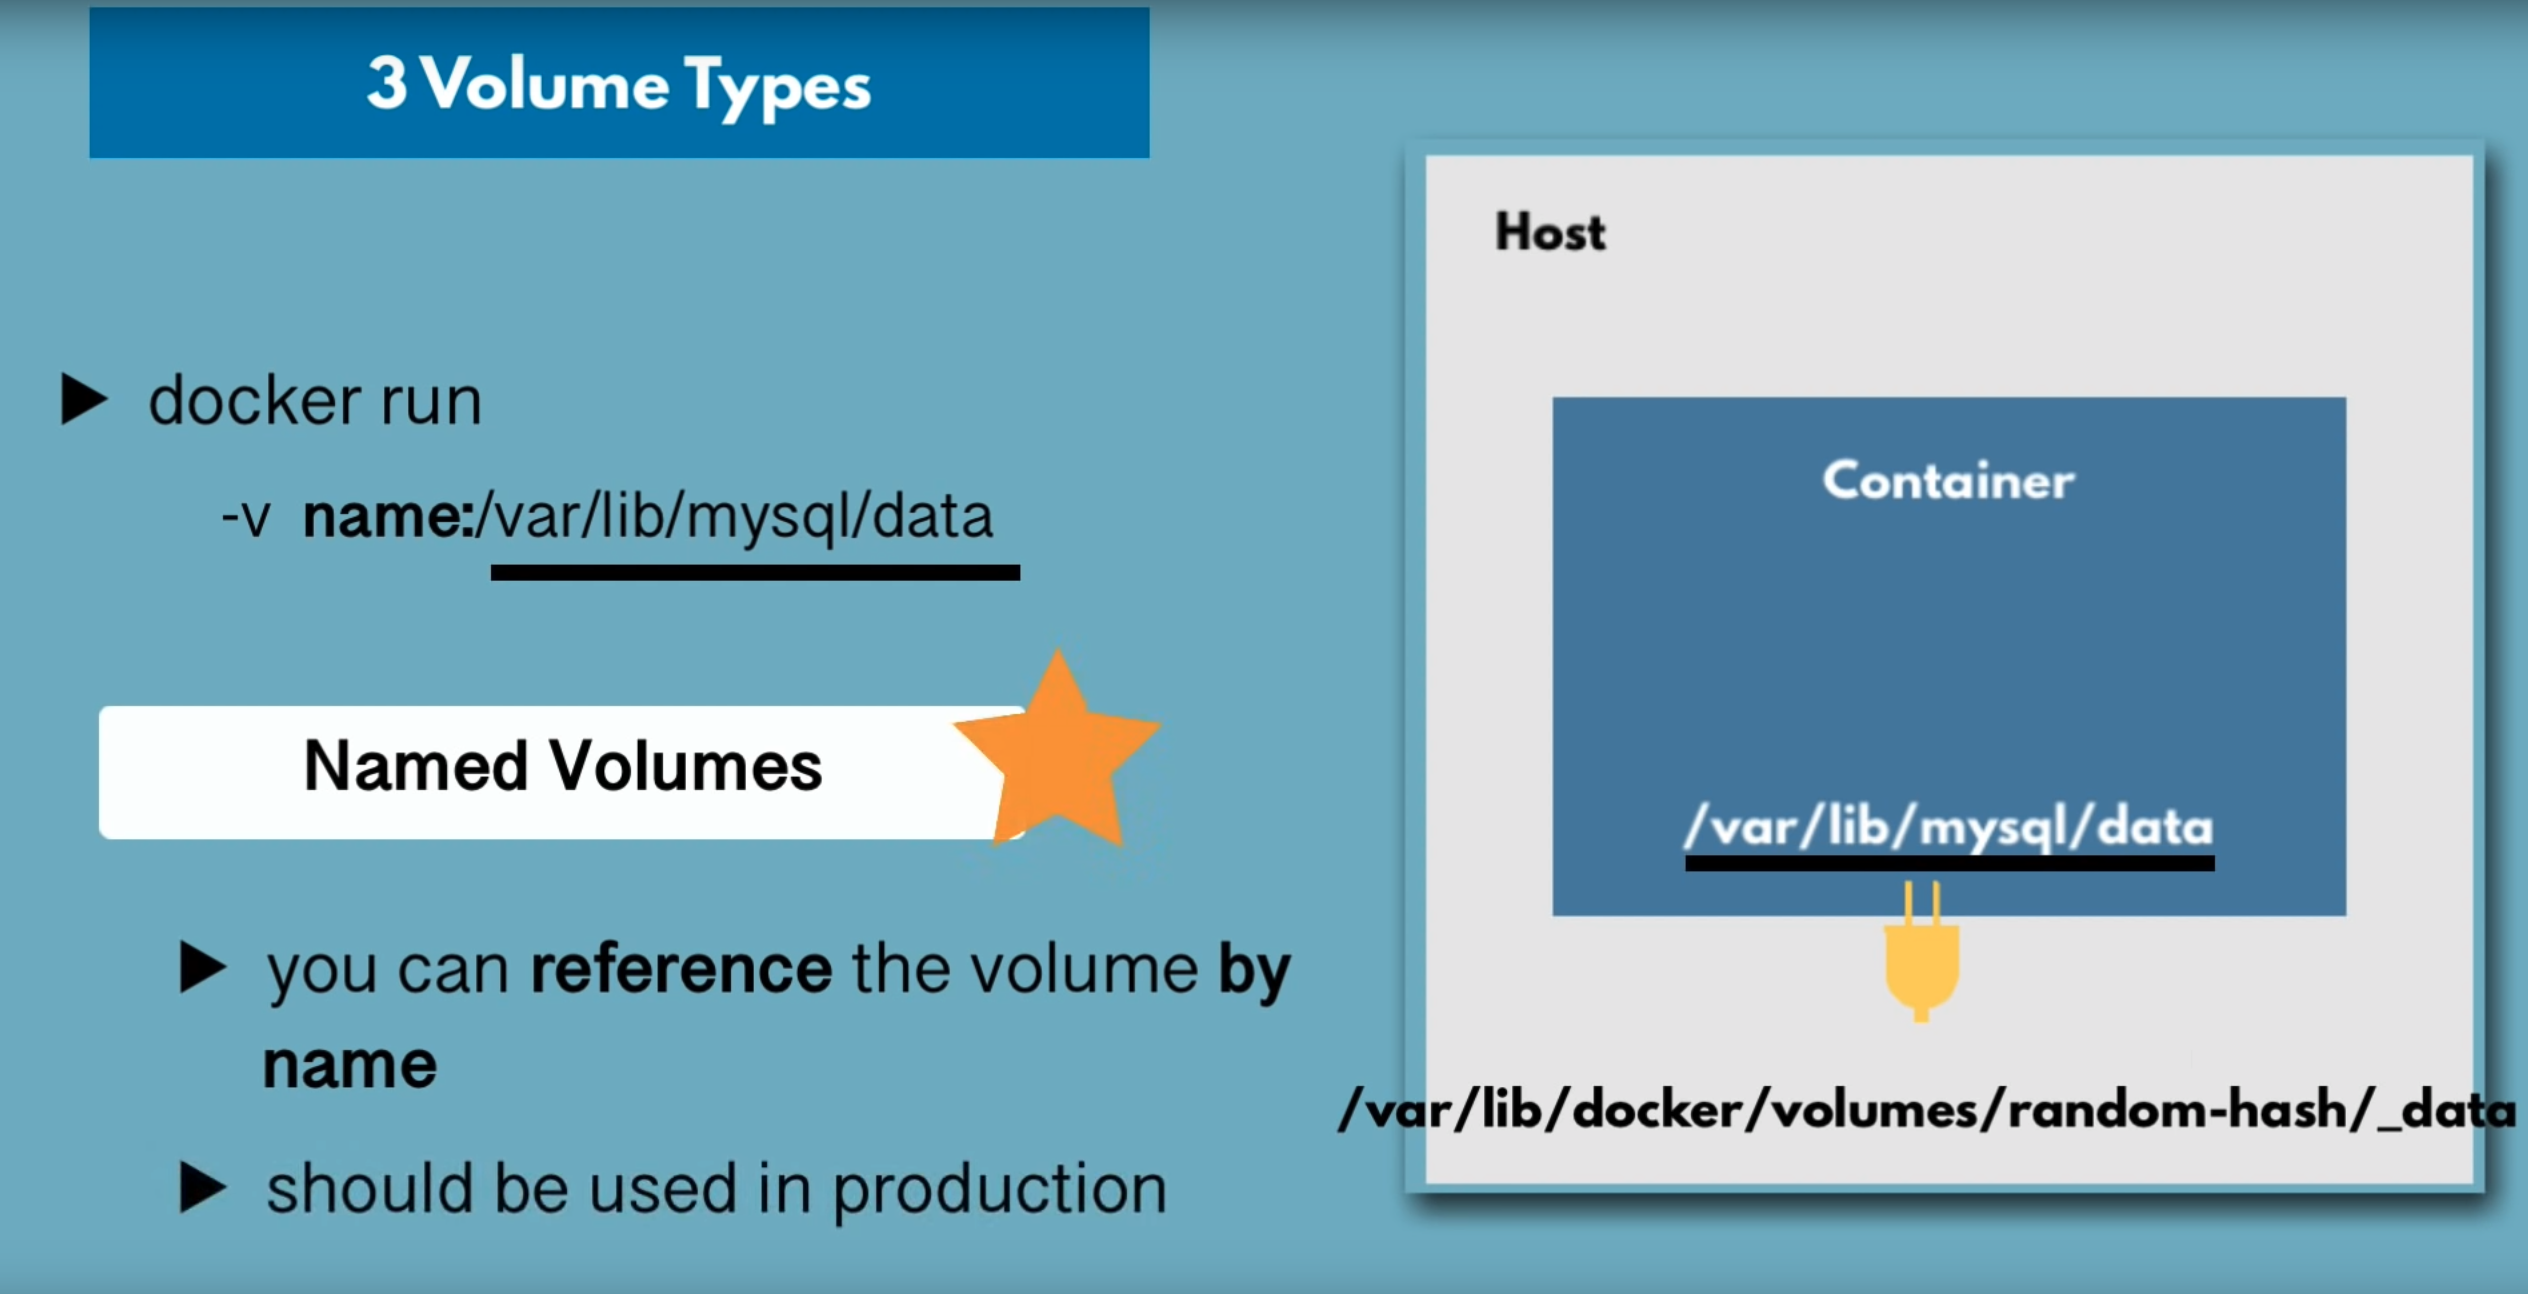 3 Volume Types
docker run
-v name:/var/lib/mysql/data
Named Volumes
you can reference the volume by
name
should be used in production
Host
Container
/var/lib/mysql/data
/var/lib/docker/volumes/random-hash/_data